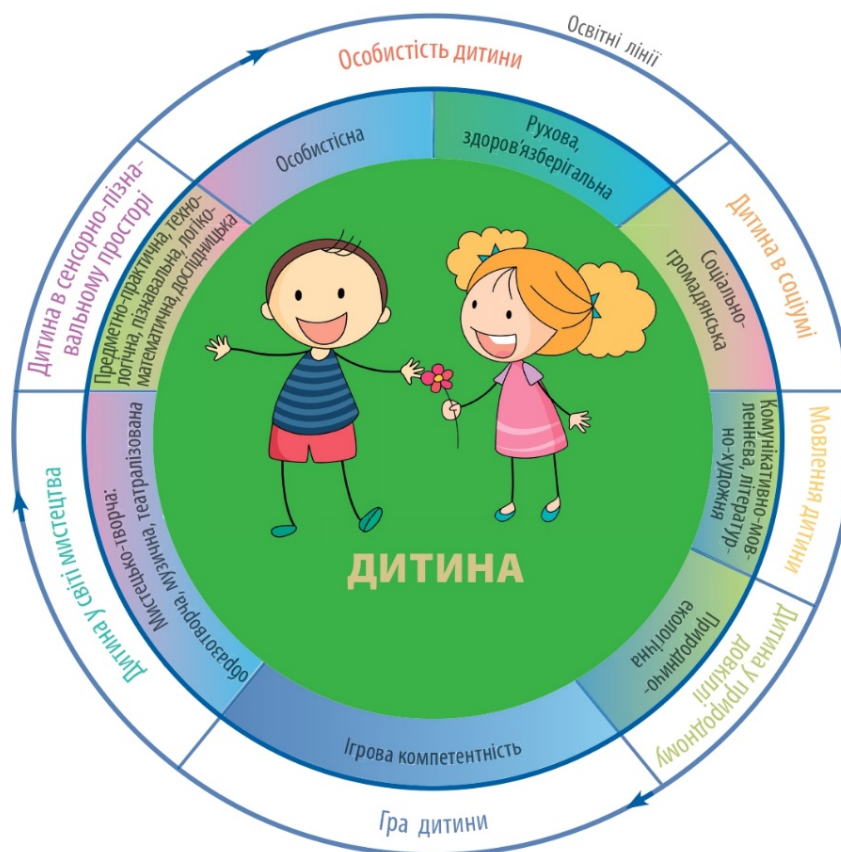 Освітні лінії
Особистість дитини
Дитина в соціумі
Мовлення дитини
Дитина у природному
довкіллі
Гра дитини
Дитина у світі мистецтва
Дитина в сенсорно-пізна-
вальному просторі
Особистісна
Рухова,
здоров'язберігальна
Соціально-
громадянська
Комунікативно-мов-
леннєва, літератур-
но-художня
Природничо-
екологічна
Ігрова компетентність
Мистецько-творча:
образотворча, музична, театралізована
Предметно-практична, техно-
логічна, пізнавальна, логіко-
математична, дослідницька
ДИТИНА